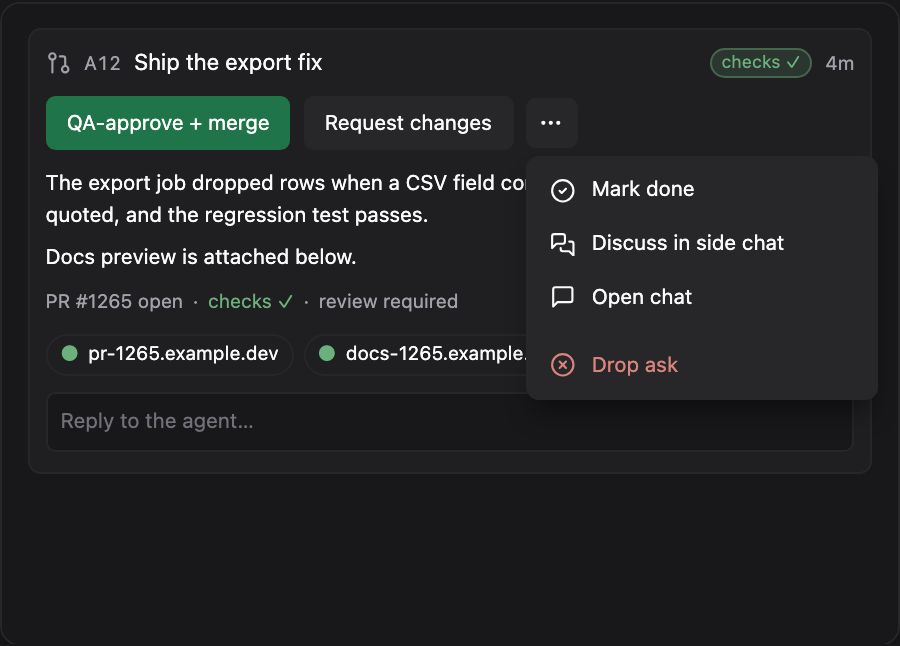 A12 Ship the export fix checks ✓ 4m
QA-approve + merge Request changes ...
The export job dropped rows when a CSV field
quoted, and the regression test passes.
Docs preview is attached below.
PR #1265 open · checks ✓ · review required
pr-1265.example.dev docs-1265.example.
Reply to the agent...
Mark done
Discuss in side chat
Open chat
Drop ask